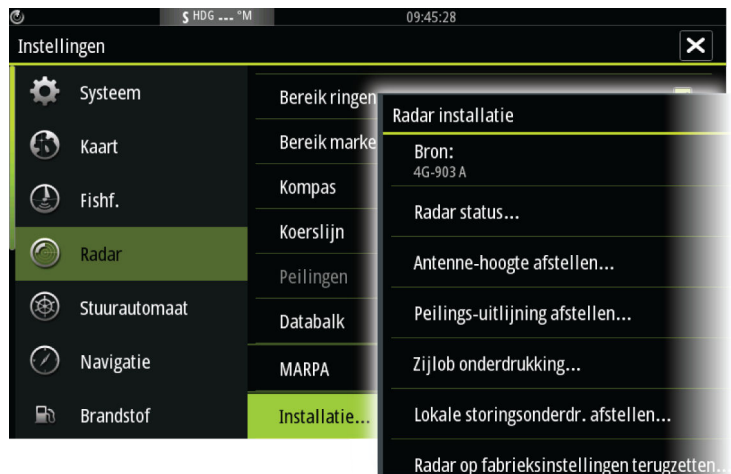 S HDG --- °M 09:45:28
Instellingen
Systeem
Kaart
Fishf.
Radar
Stuurautomaat
Navigatie
Brandstof
Bereik ringen
Bereik marke
Kompas
Koerslijn
Peilingen
Databalk
MARPA
Installatie...
Radar installatie
Bron:
4G-903 A
Radar status...
Antenne-hoogte afstellen...
Peilings-uitlijning afstellen...
Zijlob onderdrukking...
Lokale storingsonderdr. afstellen...
Radar op fabrieksinstellingen terugzetten...